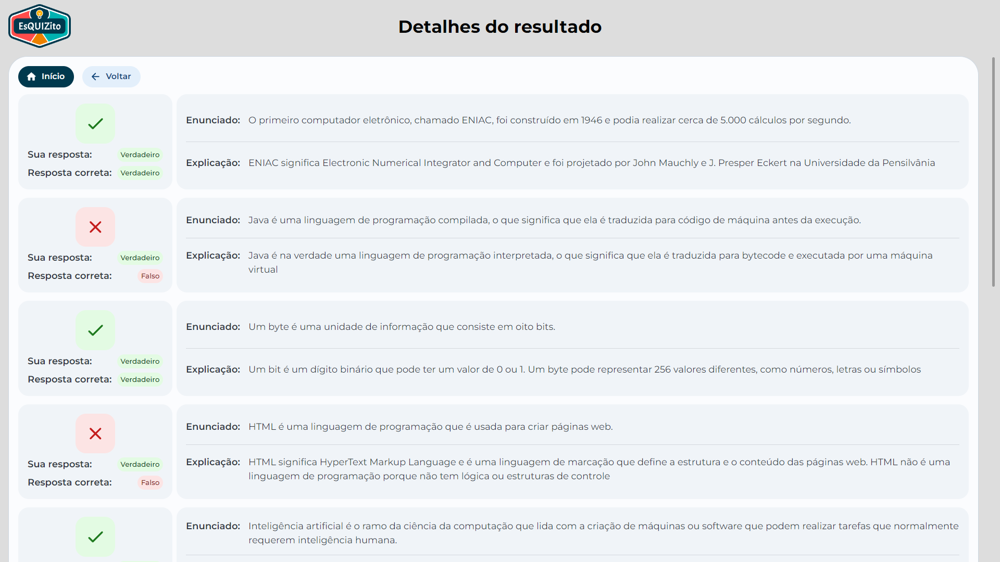 EsQUIZito
Detalhes do resultado
Início
Voltar
Sua resposta: Verdadeiro
Resposta correta: Verdadeiro
Enunciado: O primeiro computador eletrônico, chamado ENIAC, foi construído em 1946 e podia realizar cerca de 5.000 cálculos por segundo.
Explicação: ENIAC significa Electronic Numerical Integrator and Computer e foi projetado por John Mauchly e J. Presper Eckert na Universidade da Pensilvânia
Sua resposta: Verdadeiro
Resposta correta: Falso
Enunciado: Java é uma linguagem de programação compilada, o que significa que ela é traduzida para código de máquina antes da execução.
Explicação: Java é na verdade uma linguagem de programação interpretada, o que significa que ela é traduzida para bytecode e executada por uma máquina
virtual
Sua resposta: Verdadeiro
Resposta correta: Verdadeiro
Enunciado: Um byte é uma unidade de informação que consiste em oito bits.
Explicação: Um bit é um dígito binário que pode ter um valor de 0 ou 1. Um byte pode representar 256 valores diferentes, como números, letras ou símbolos
Sua resposta: Verdadeiro
Resposta correta: Falso
Enunciado: HTML é uma linguagem de programação que é usada para criar páginas web.
Explicação: HTML significa HyperText Markup Language e é uma linguagem de marcação que define a estrutura e o conteúdo das páginas web. HTML não é uma
linguagem de programação porque não tem lógica ou estruturas de controle
Enunciado: Inteligência artificial é o ramo da ciência da computação que lida com a criação de máquinas ou software que podem realizar tarefas que normalmente
requerem inteligência humana.